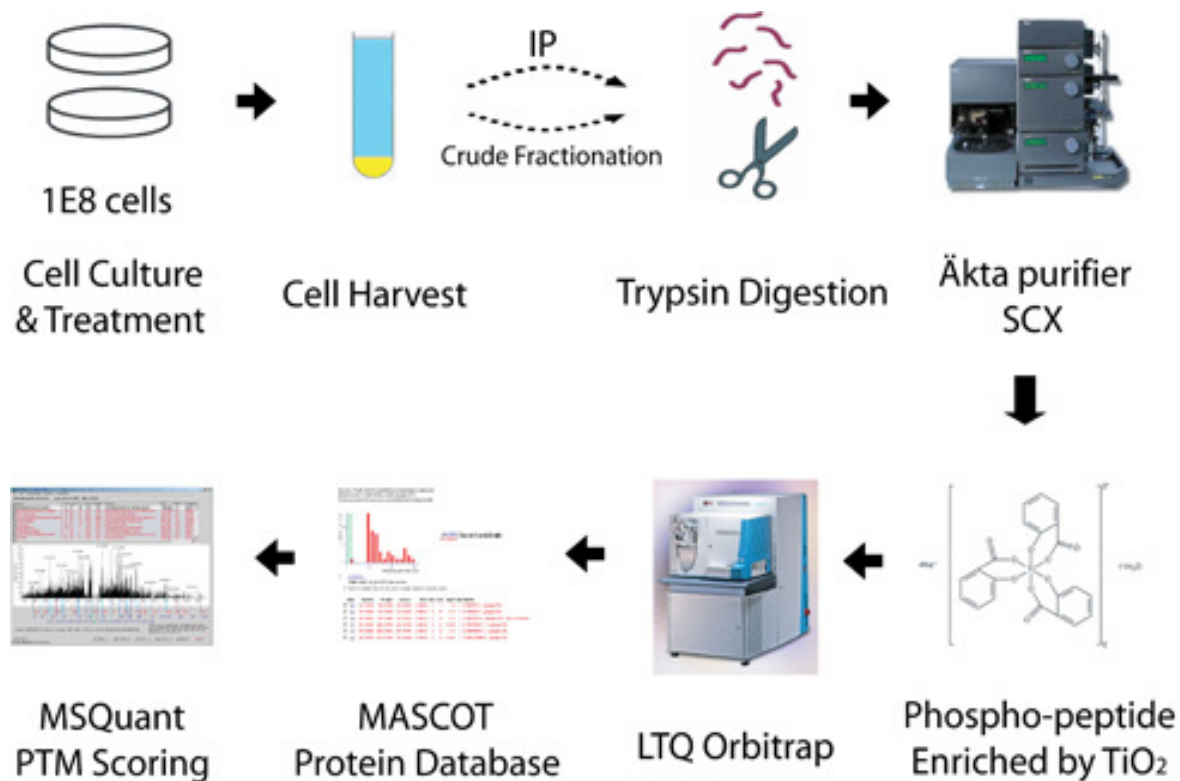 IP
Crude Fractionation
1E8 cells
Cell Culture
& Treatment
Cell Harvest
Trypsin Digestion
Äkta purifier
SCX
MSQuant
PTM Scoring
MASCOT
Protein Database
LTQ Orbitrap
Phospho-peptide
Enriched by TiO₂